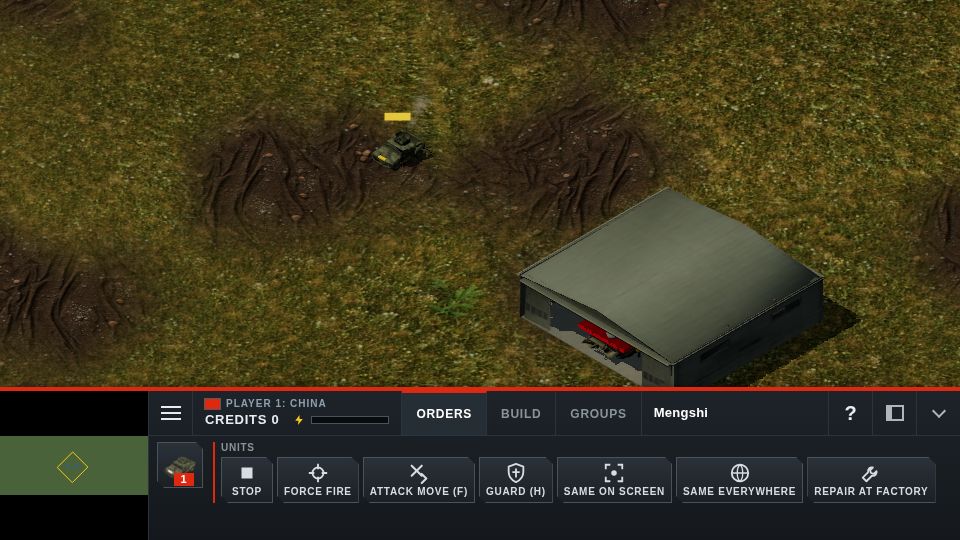 PLAYER 1: CHINA
CREDITS 0
ORDERS
BUILD
GROUPS
Mengshi
?
UNITS
1
STOP
FORCE FIRE
ATTACK MOVE (F)
GUARD (H)
SAME ON SCREEN
SAME EVERYWHERE
REPAIR AT FACTORY